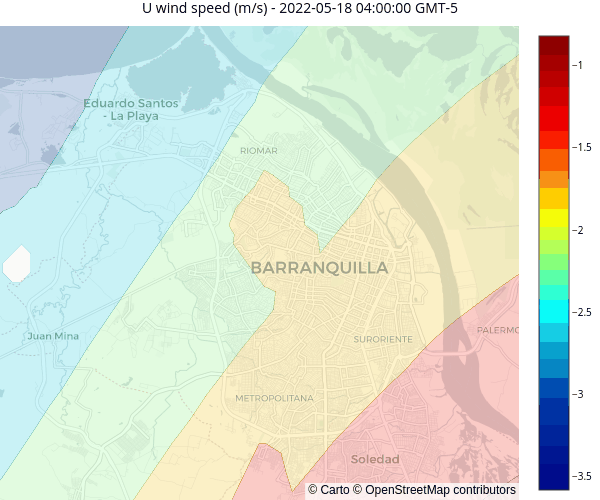 U wind speed (m/s) - 2022-05-18 04:00:00 GMT-5
−1
Eduardo Santos
- La Playa
−1.5
RIOMAR
−2
BARRANQUILLA
−2.5
PALERMO
Juan Mina
SURORIENTE
−3
METROPOLITANA
Soledad
−3.5
© Carto © OpenStreetMap contributors